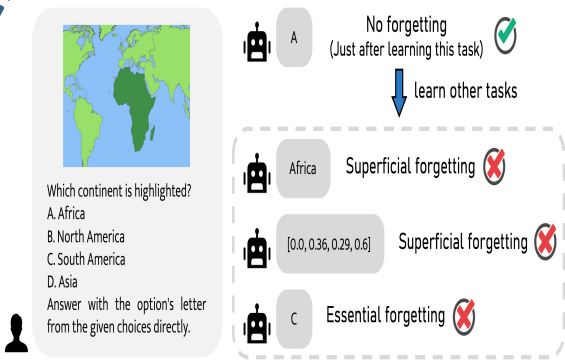 Which continent is highlighted?
A. Africa
B. North America
C. South America
D. Asia
Answer with the option's letter
from the given choices directly.
A
No forgetting
(Just after learning this task)
learn other tasks
Africa
Superficial forgetting
[0.0, 0.36, 0.29, 0.6]
Superficial forgetting
C
Essential forgetting